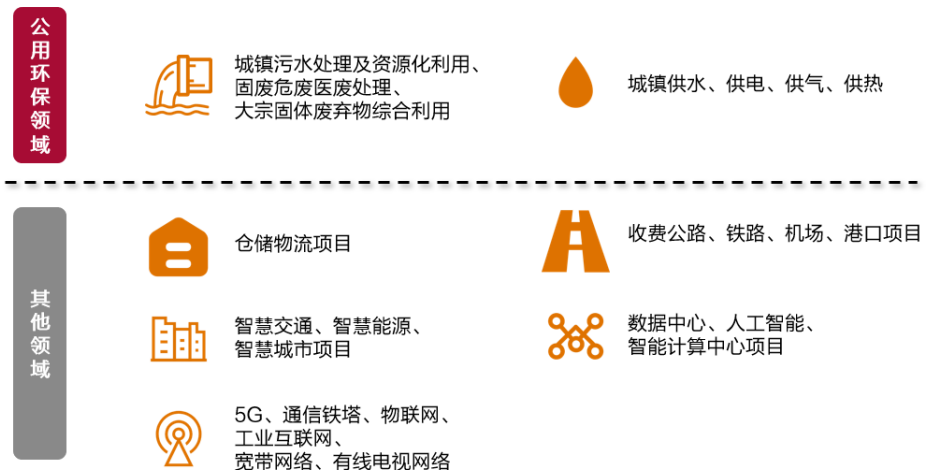 公用环保领域
城镇污水处理及资源化利用、
固废危废医废处理、
大宗固体废弃物综合利用
城镇供水、供电、供气、供热
其他领域
仓储物流项目
收费公路、铁路、机场、港口项目
智慧交通、智慧能源、
智慧城市项目
数据中心、人工智能、
智能计算中心项目
5G、通信铁塔、物联网、
工业互联网、
宽带网络、有线电视网络